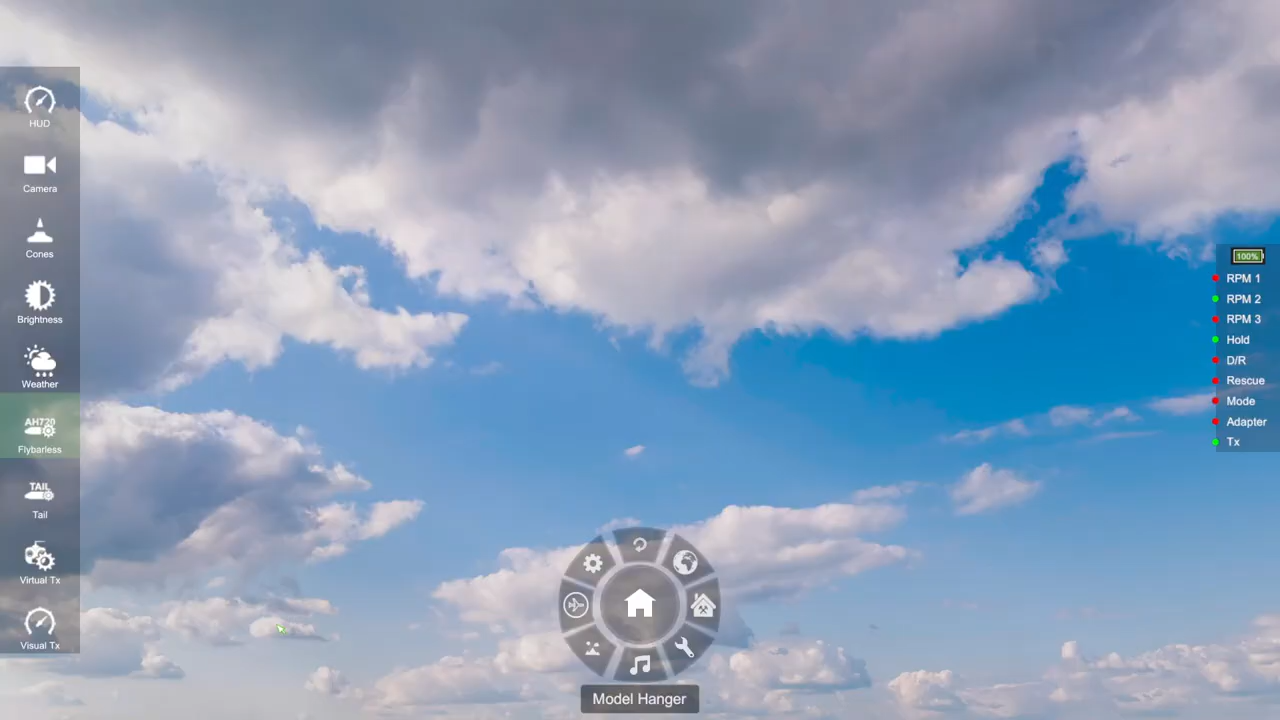 HUD
Camera
Cones
Brightness
Weather
AH720
Flybarless
TAIL
Tail
Virtual Tx
Visual Tx
100%
RPM 1
RPM 2
RPM 3
Hold
D/R
Rescue
Mode
Adapter
Tx
Model Hanger